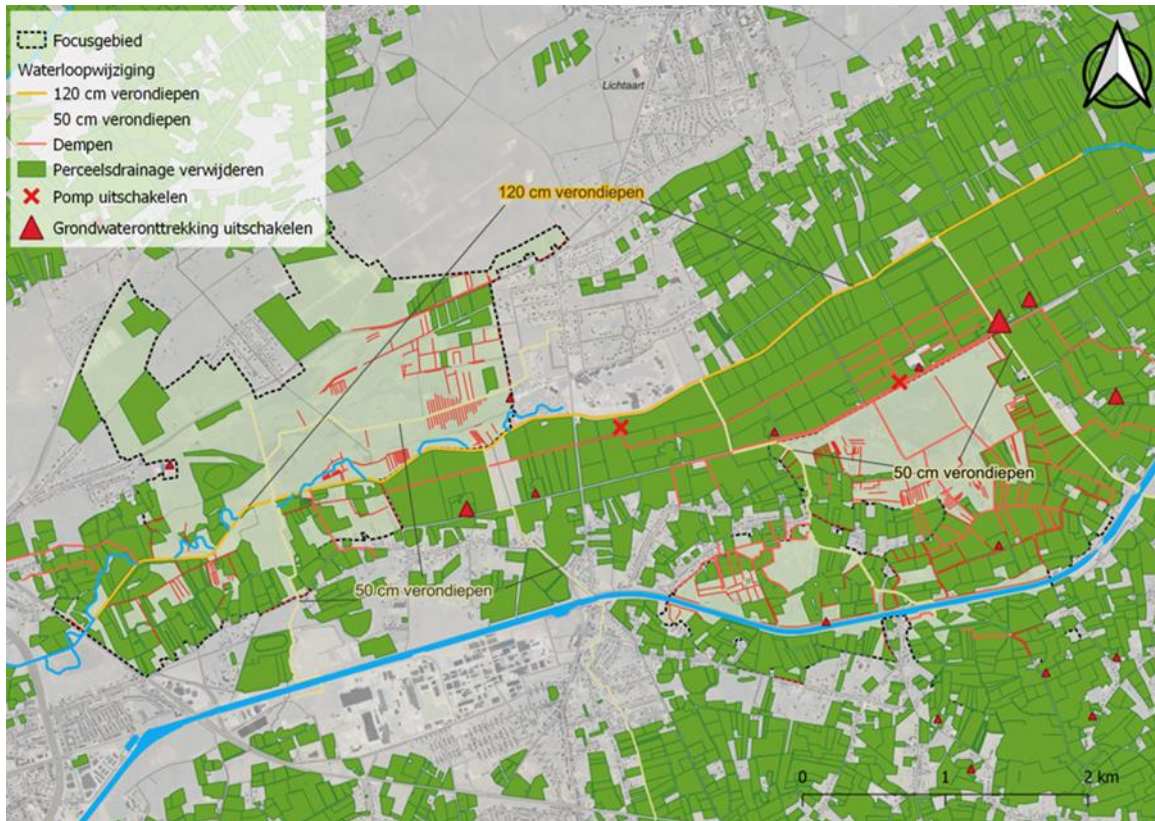 Focusgebied
Waterloopwijziging
120 cm verondiepen
50 cm verondiepen
Dempen
Perceelsdrainage verwijderen
Pomp uitschakelen
Grondwateronttrekking uitschakelen
Lichtaart
120 cm verondiepen
50 cm verondiepen
50 cm verondiepen
0 1 2 km